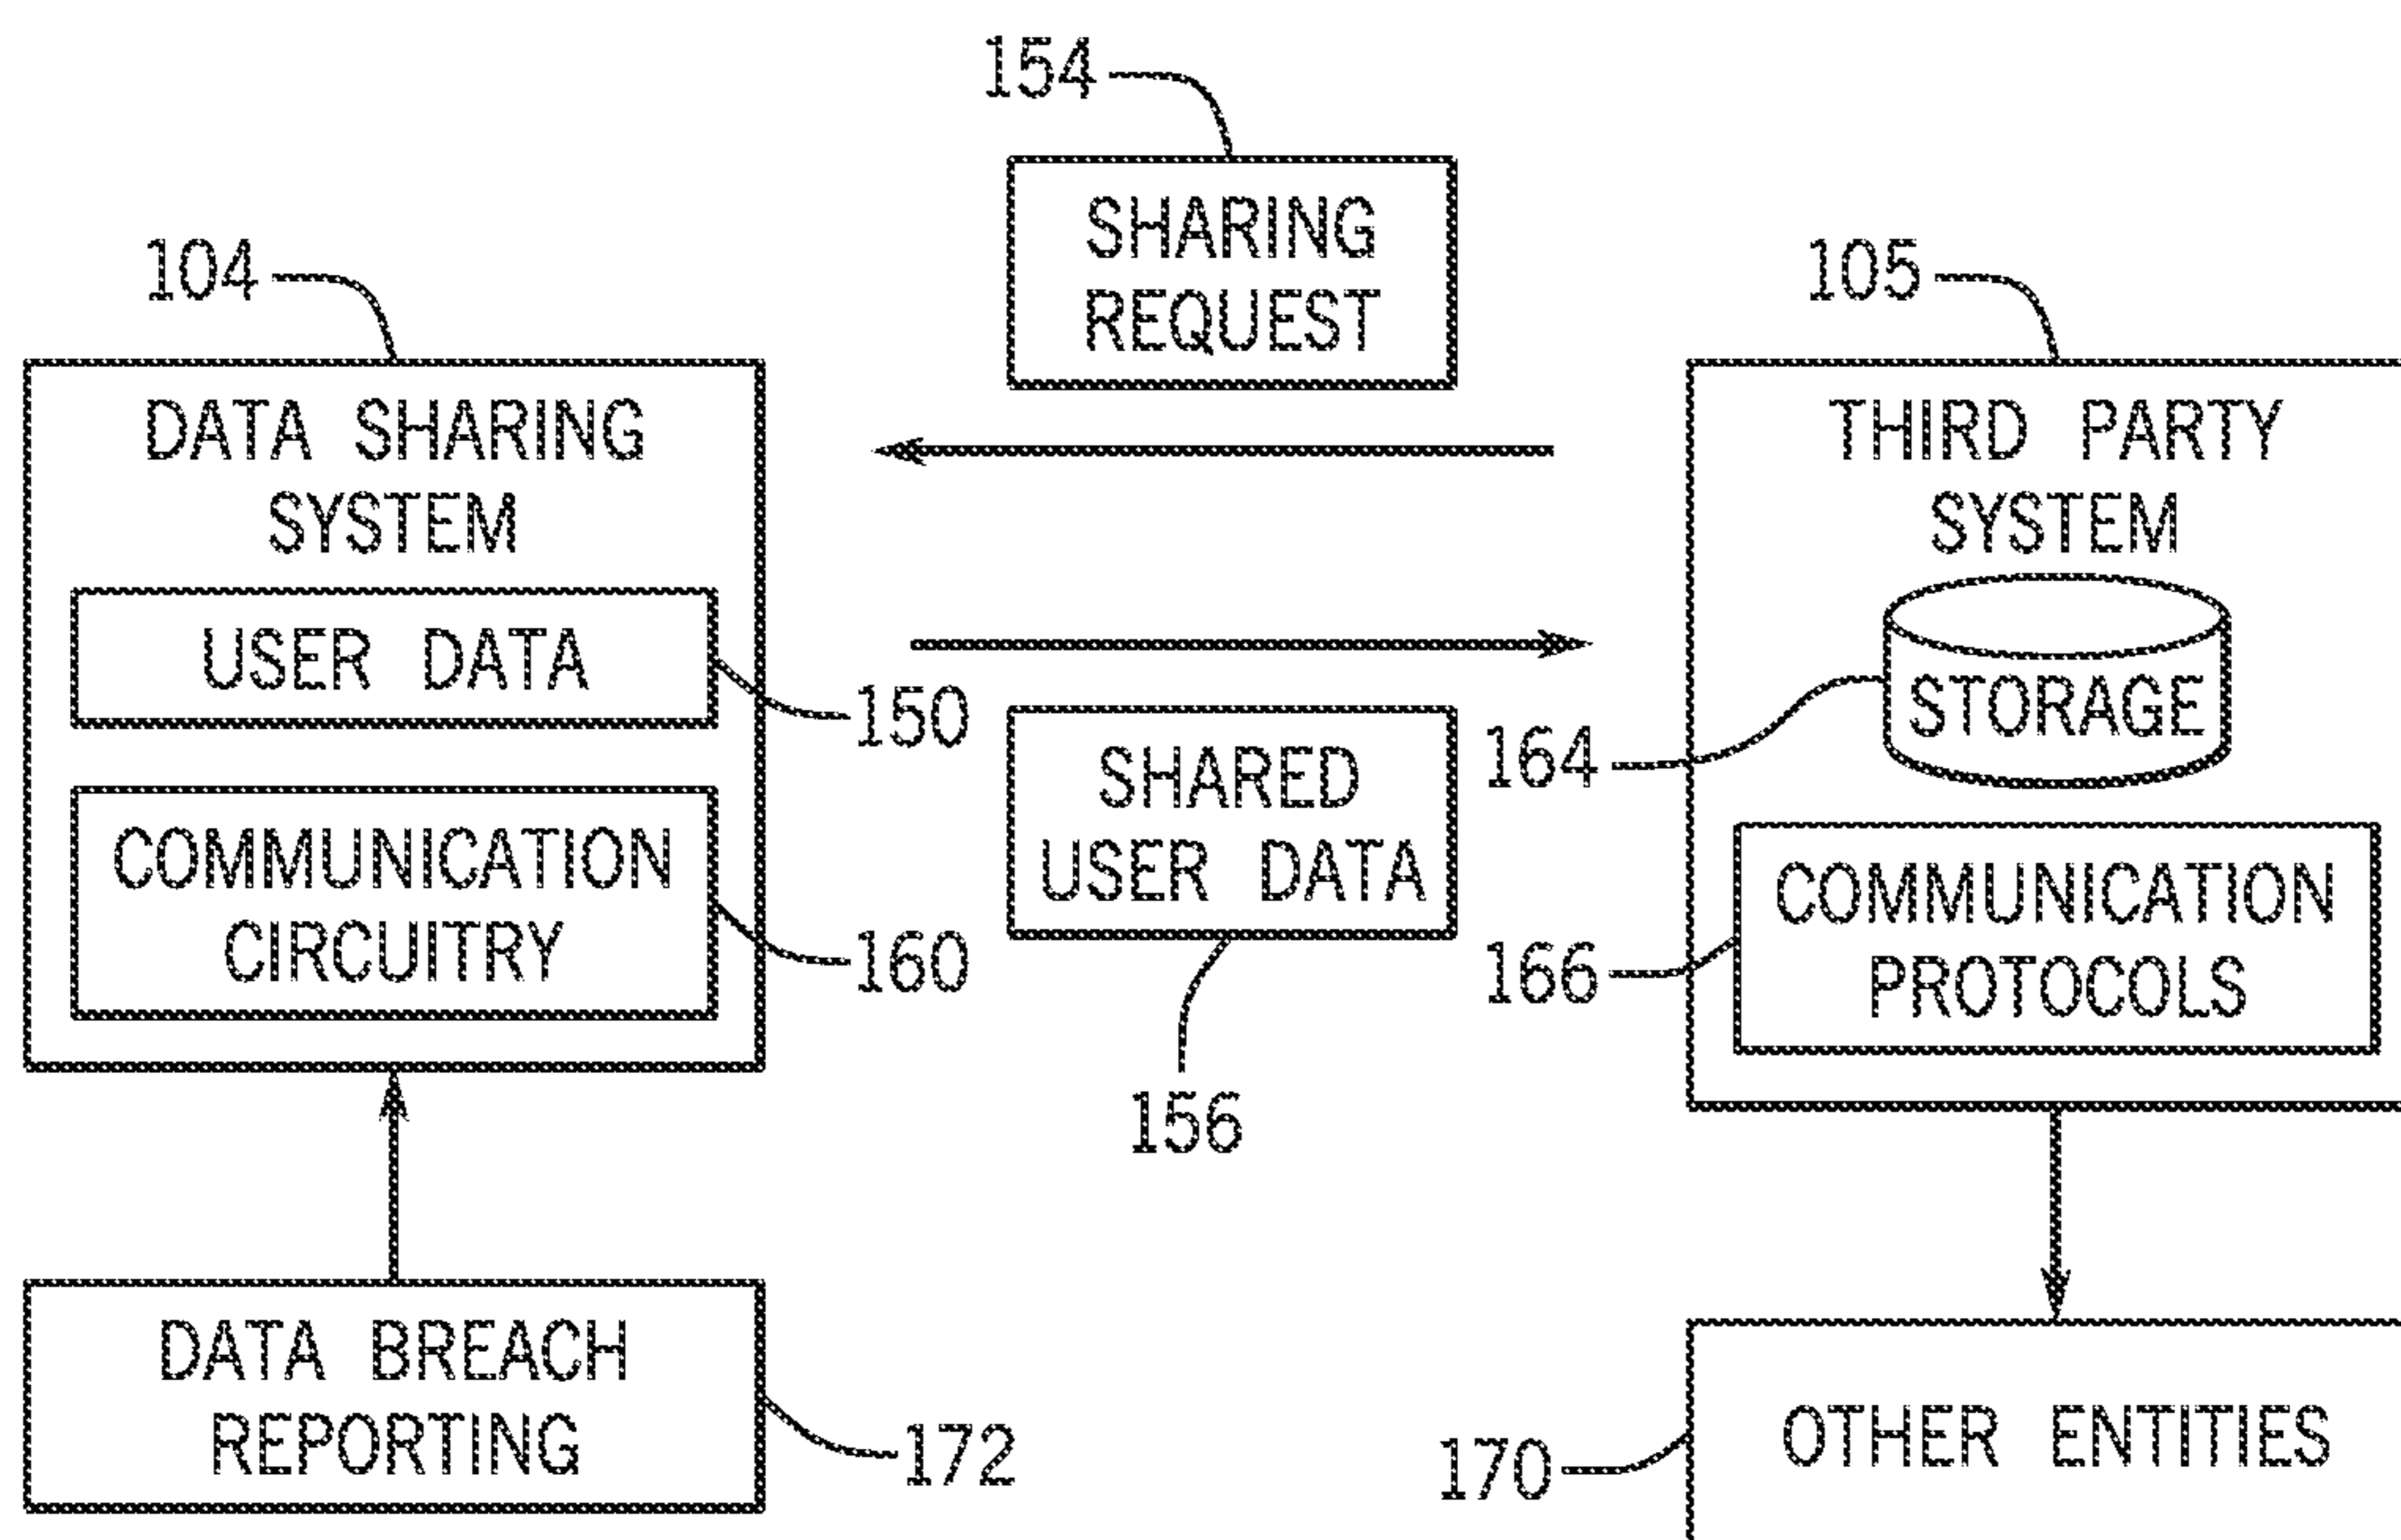 154
SHARING
REQUEST
104
105
DATA SHARING
SYSTEM
THIRD PARTY
SYSTEM
USER DATA
150
STORAGE
164
SHARED
USER DATA
156
COMMUNICATION
CIRCUITRY
160
COMMUNICATION
PROTOCOLS
166
DATA BREACH
REPORTING
172
OTHER ENTITIES
170